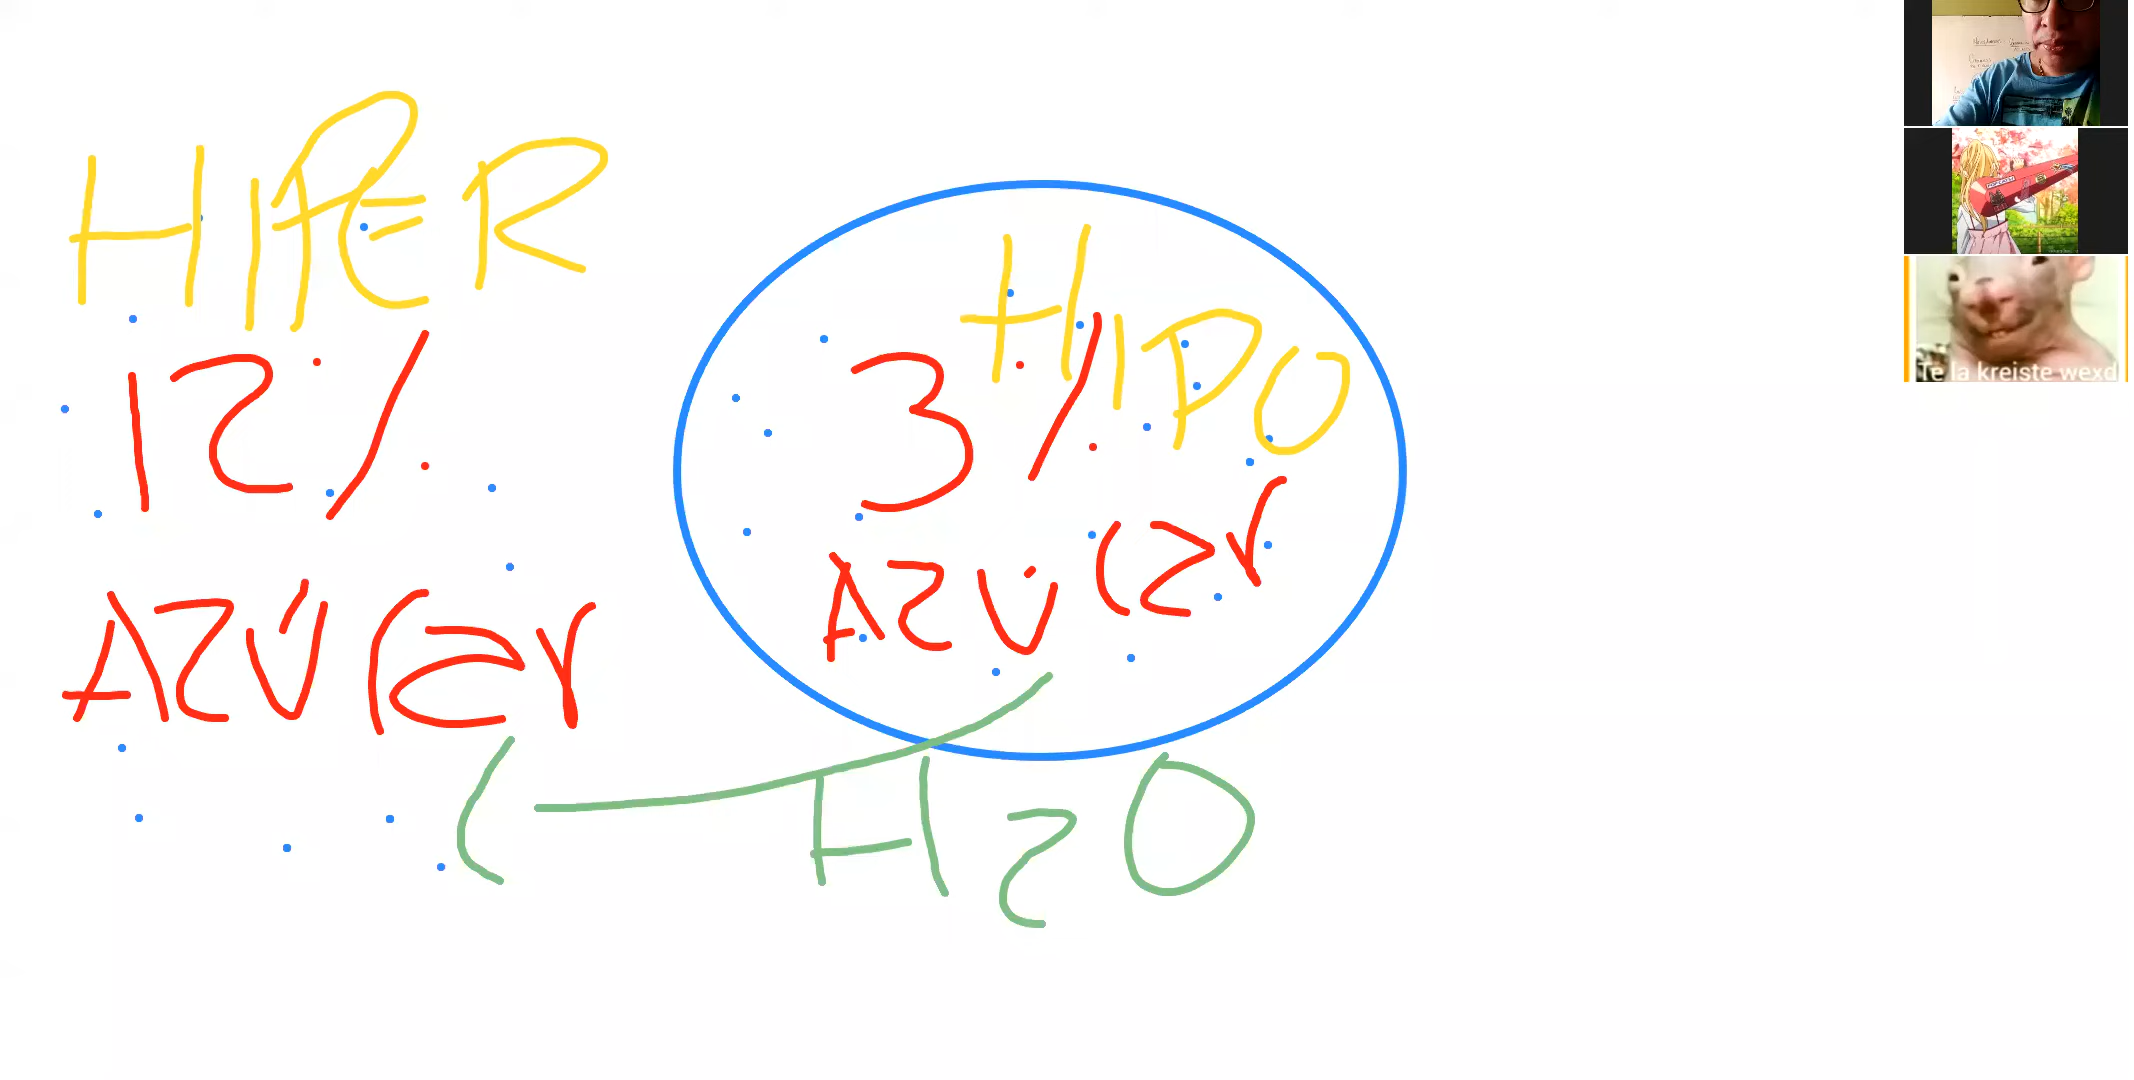 HIPER
12%
AZÚCar
HIPO
3%
AZÚCar
H2O
Te la kreiste wexd